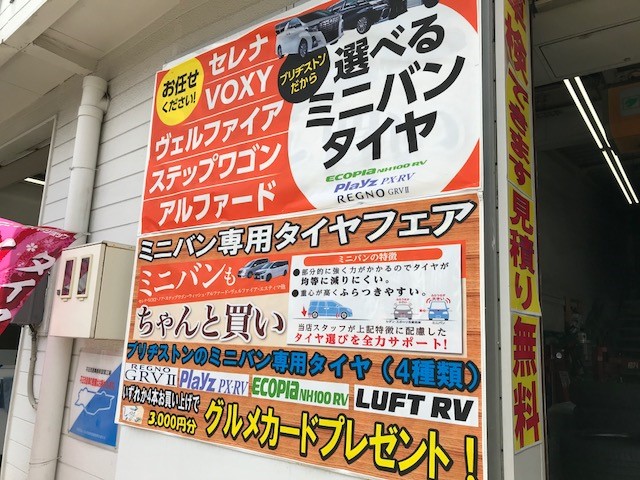 お任せ
ください!
セレナ
VOXY
ヴェルファイア
ステップワゴン
アルファード
ブリヂストン
だから
選べる
ミニバン
タイヤ
ECOPIA NH100 RV
Playz PX-RV
REGNO GRVⅡ
ミニバン専用タイヤフェア
ミニバンも
ちゃんと買い
ミニバンの特徴
●部分的に強く力がかかるのでタイヤが
均等に減りにくい。
●重心が高くふらつきやすい。
当店スタッフが上記特徴に配慮した
タイヤ選びを全力サポート!
ブリヂストンのミニバン専用タイヤ(4種類)
REGNO
GRVⅡ
Playz PX-RV
ECOPIA NH100 RV
LUFT RV
いずれか4本お買い上げで
3,000円分
グルメカードプレゼント!
車検できます見積り無料
タイ